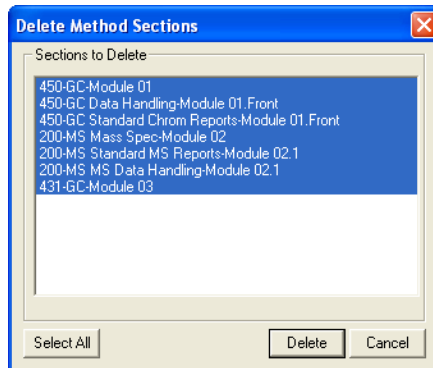 Delete Method Sections
Sections to Delete
450-GC-Module 01
450-GC Data Handling-Module 01.Front
450-GC Standard Chrom Reports-Module 01.Front
200-MS Mass Spec-Module 02
200-MS Standard MS Reports-Module 02.1
200-MS MS Data Handling-Module 02.1
431-GC-Module 03
Select All
Delete
Cancel